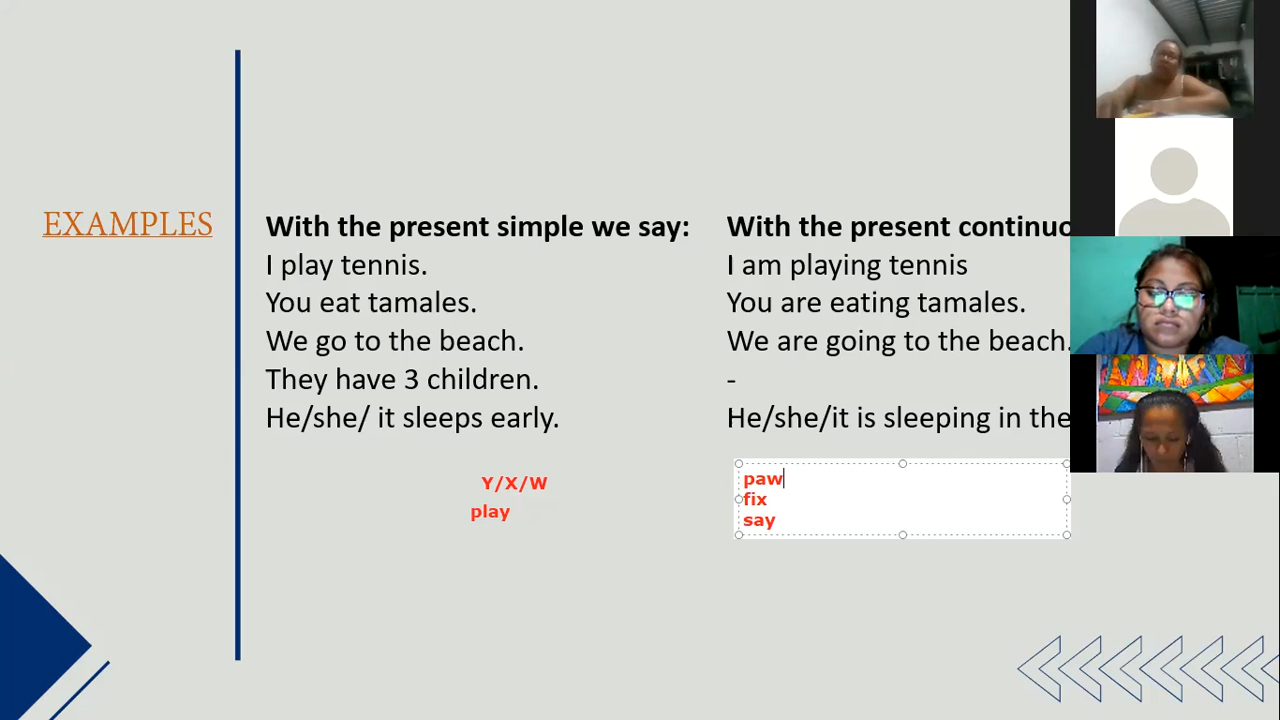 EXAMPLES
With the present simple we say:
I play tennis.
You eat tamales.
We go to the beach.
They have 3 children.
He/she/ it sleeps early.
Y/X/W
play
With the present continuo
I am playing tennis
You are eating tamales.
We are going to the beach.
-
He/she/it is sleeping in the
paw
fix
say